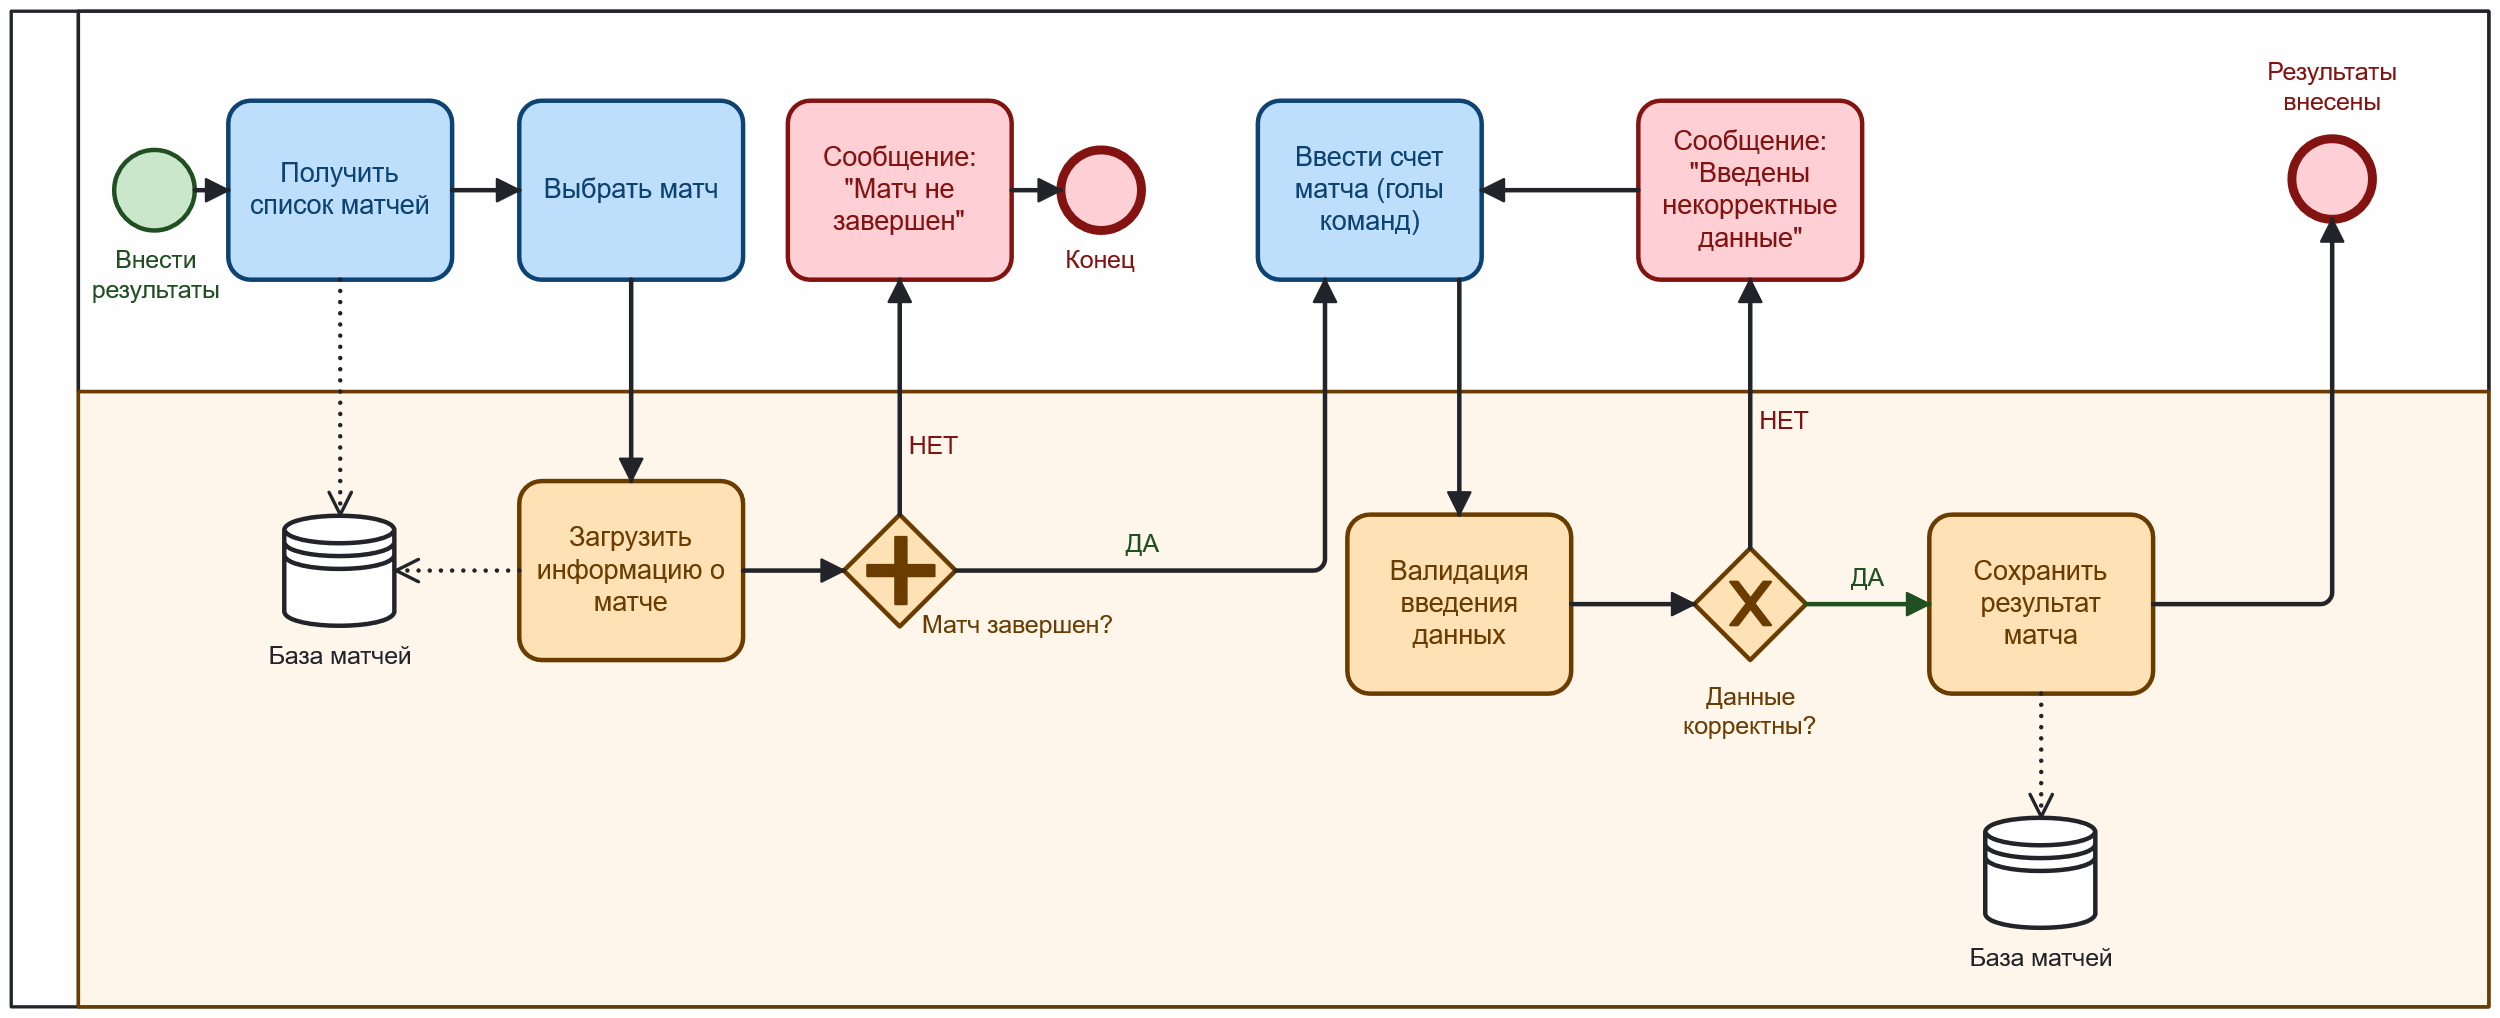 Результаты
внесены
Внести
результаты
Получить
список матчей
Выбрать матч
Сообщение:
"Матч не
завершен"
Конец
Ввести счет
матча (голы
команд)
Сообщение:
"Введены
некорректные
данные"
НЕТ
НЕТ
База матчей
Загрузить
информацию о
матче
Матч завершен?
ДА
Валидация
введения
данных
Данные
корректны?
ДА
Сохранить
результат
матча
База матчей